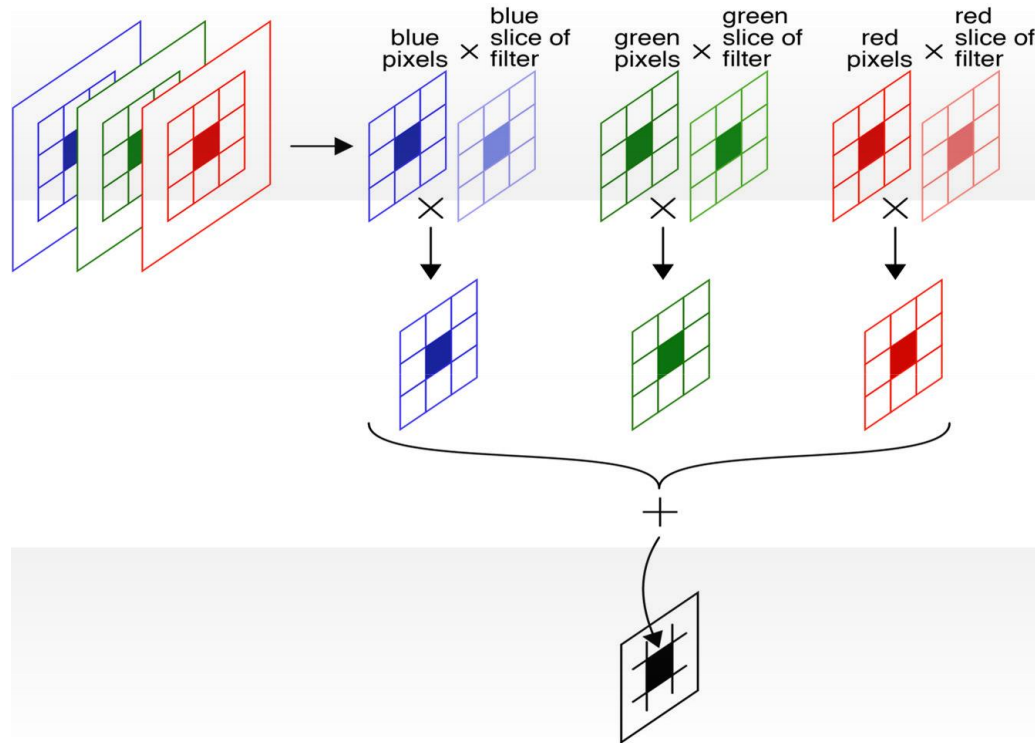 blue pixels × blue slice of filter
green pixels × green slice of filter
red pixels × red slice of filter
×
×
×
+